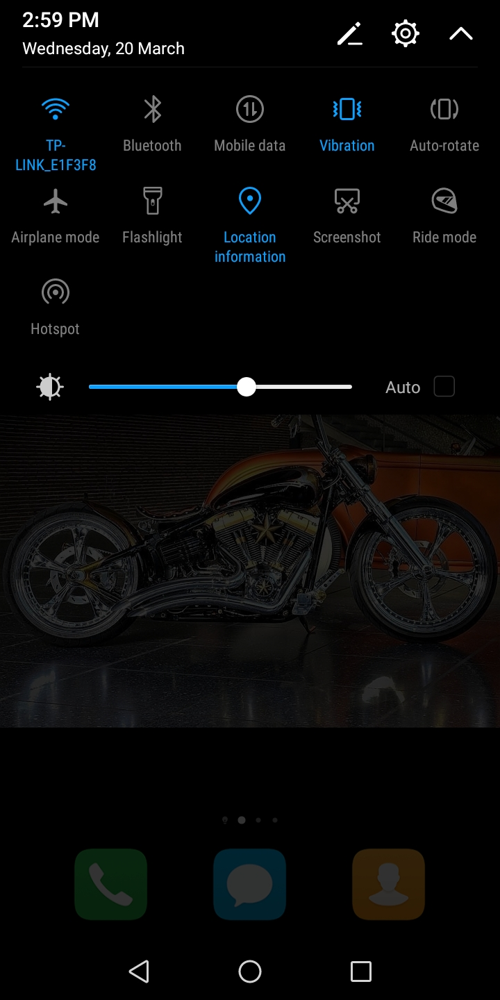 2:59 PM
Wednesday, 20 March
TP-
LINK_E1F3F8
Bluetooth
Mobile data
Vibration
Auto-rotate
Airplane mode
Flashlight
Location
information
Screenshot
Ride mode
Hotspot
Auto